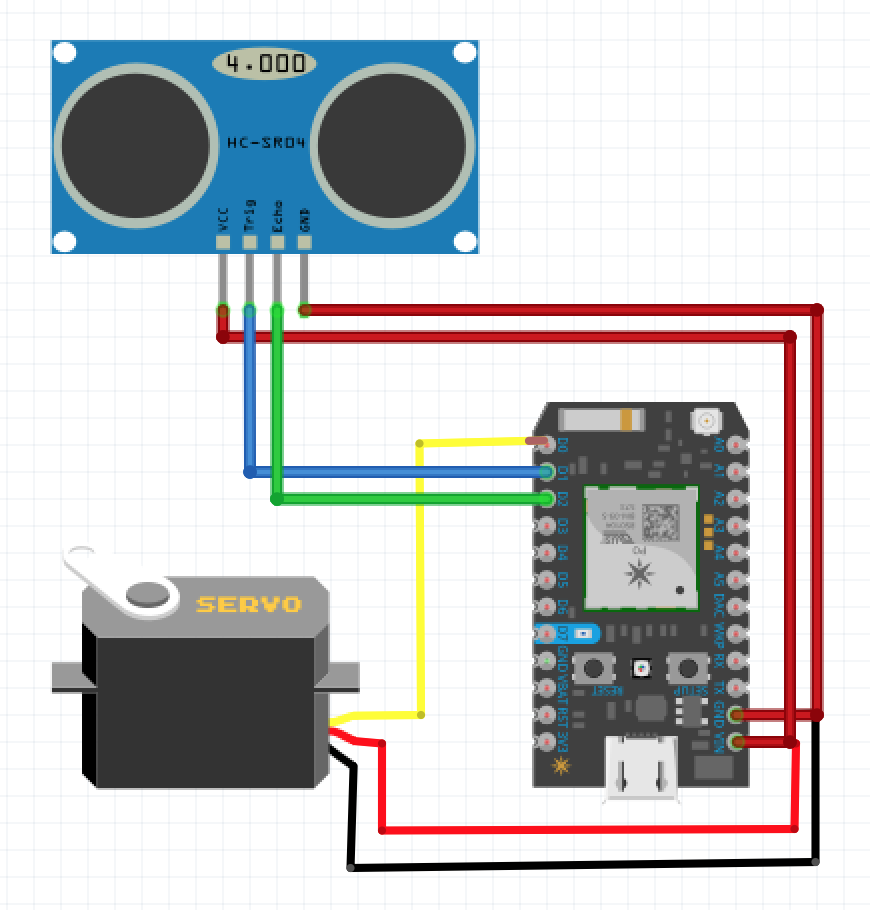 4.000
HC-SR04
VCC
Trig
Echo
GND
SERVO
D0
D1
D2
D3
D4
D5
D6
D7
GND
VBAT
RST
3V3
A0
A1
A2
A3
A4
A5
DAC
WKP
RX
TX
GND
VIN
P0
RESET
SETUP